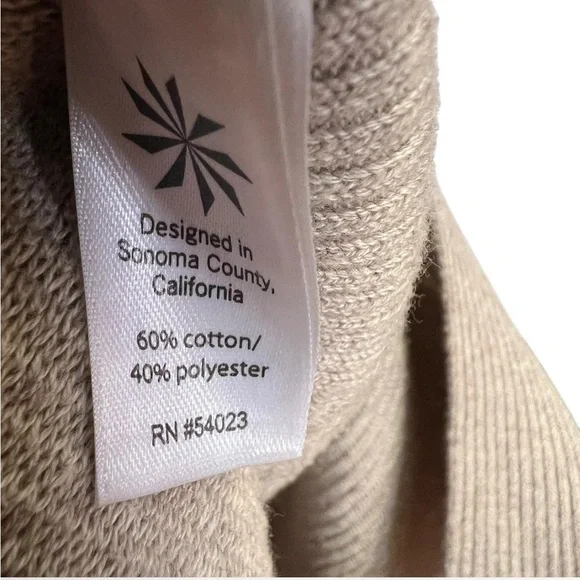 Designed in
Sonoma County,
California
60% cotton/
40% polyester
RN #54023